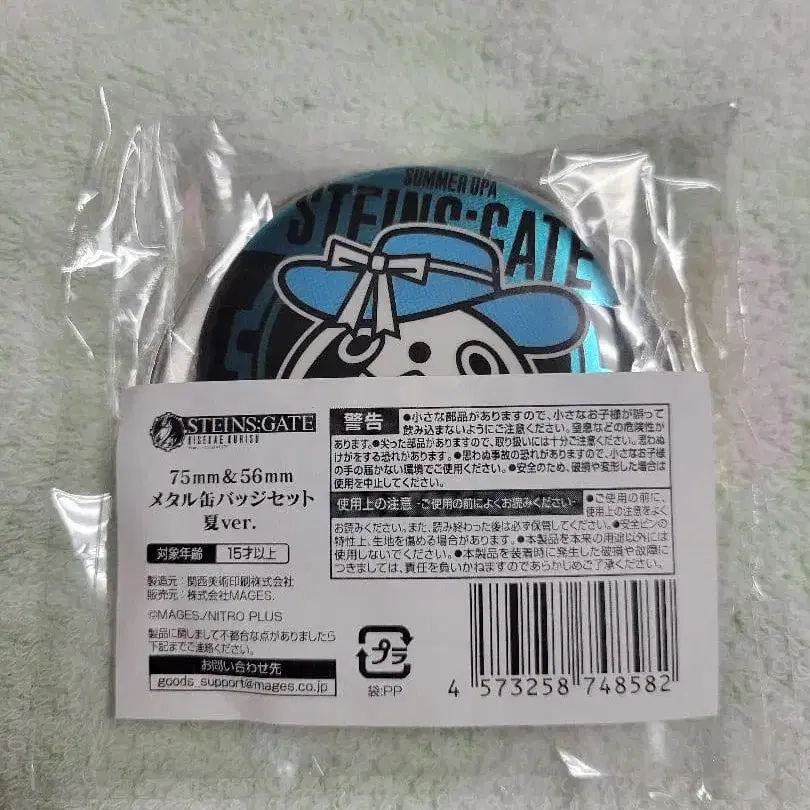 SUMMER UPA
STEINS;GATE
STEINS;GATE
KISEKAE KURISU
75mm&56mm
メタル缶バッジセット
夏ver.
対象年齢 15才以上
製造元:関西美術印刷株式会社
販売元:株式会社MAGES.
©MAGES./NITRO PLUS
製品に関しまして不都合な点がありましたら
下記までご連絡ください。
お問い合わせ先
goods_support@mages.co.jp
警告 ●小さな部品がありますので、小さなお子様が誤って
飲み込まないようにご注意ください。窒息などの危険性が
あります。●尖った部品がありますので、取り扱いには十分ご注意ください。思わぬ
けがをする恐れがあります。●思わぬ事故の恐れがありますので、小さなお子様
の手の届かない環境でご使用ください。●安全のため、破損や変形した場合は
使用を中止してください。
使用上の注意 -ご使用の前によくお読みください- ●ご使用の前に、
使用上の注意をよく
お読みください。また、読み終わった後は必ず保管してください。●安全ピンの
特性上、生地を傷める場合があります。●本製品を本来の用途以外には
使用しないでください。●本製品を装着時に発生した破損や故障に
つきましては、責任を負いかねますのであらかじめご了承ください。
プラ
袋:PP
4 573258 748582